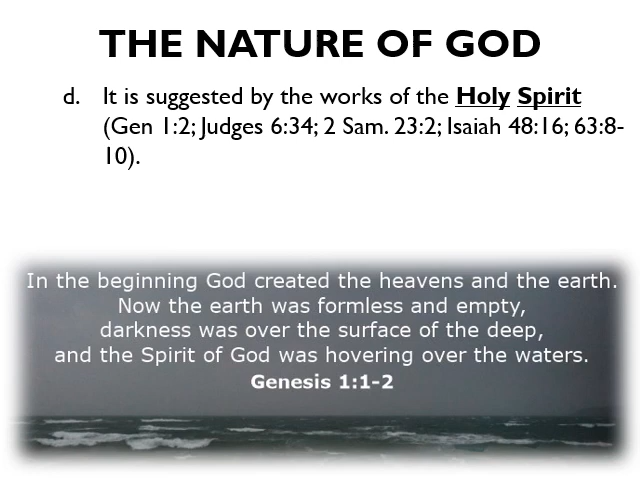 THE NATURE OF GOD
d. It is suggested by the works of the Holy Spirit
(Gen 1:2; Judges 6:34; 2 Sam. 23:2; Isaiah 48:16; 63:8-
10).
In the beginning God created the heavens and the earth.
Now the earth was formless and empty,
darkness was over the surface of the deep,
and the Spirit of God was hovering over the waters.
Genesis 1:1-2